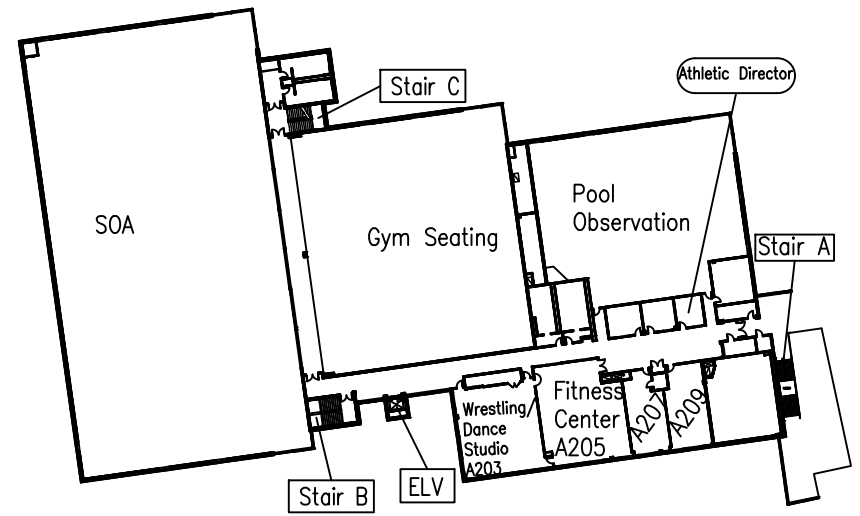 Stair C
Athletic Director
SOA
Gym Seating
Pool
Observation
Stair A
Wrestling
Dance
Studio
A203
Fitness
Center
A205
A207
A209
Stair B
ELV